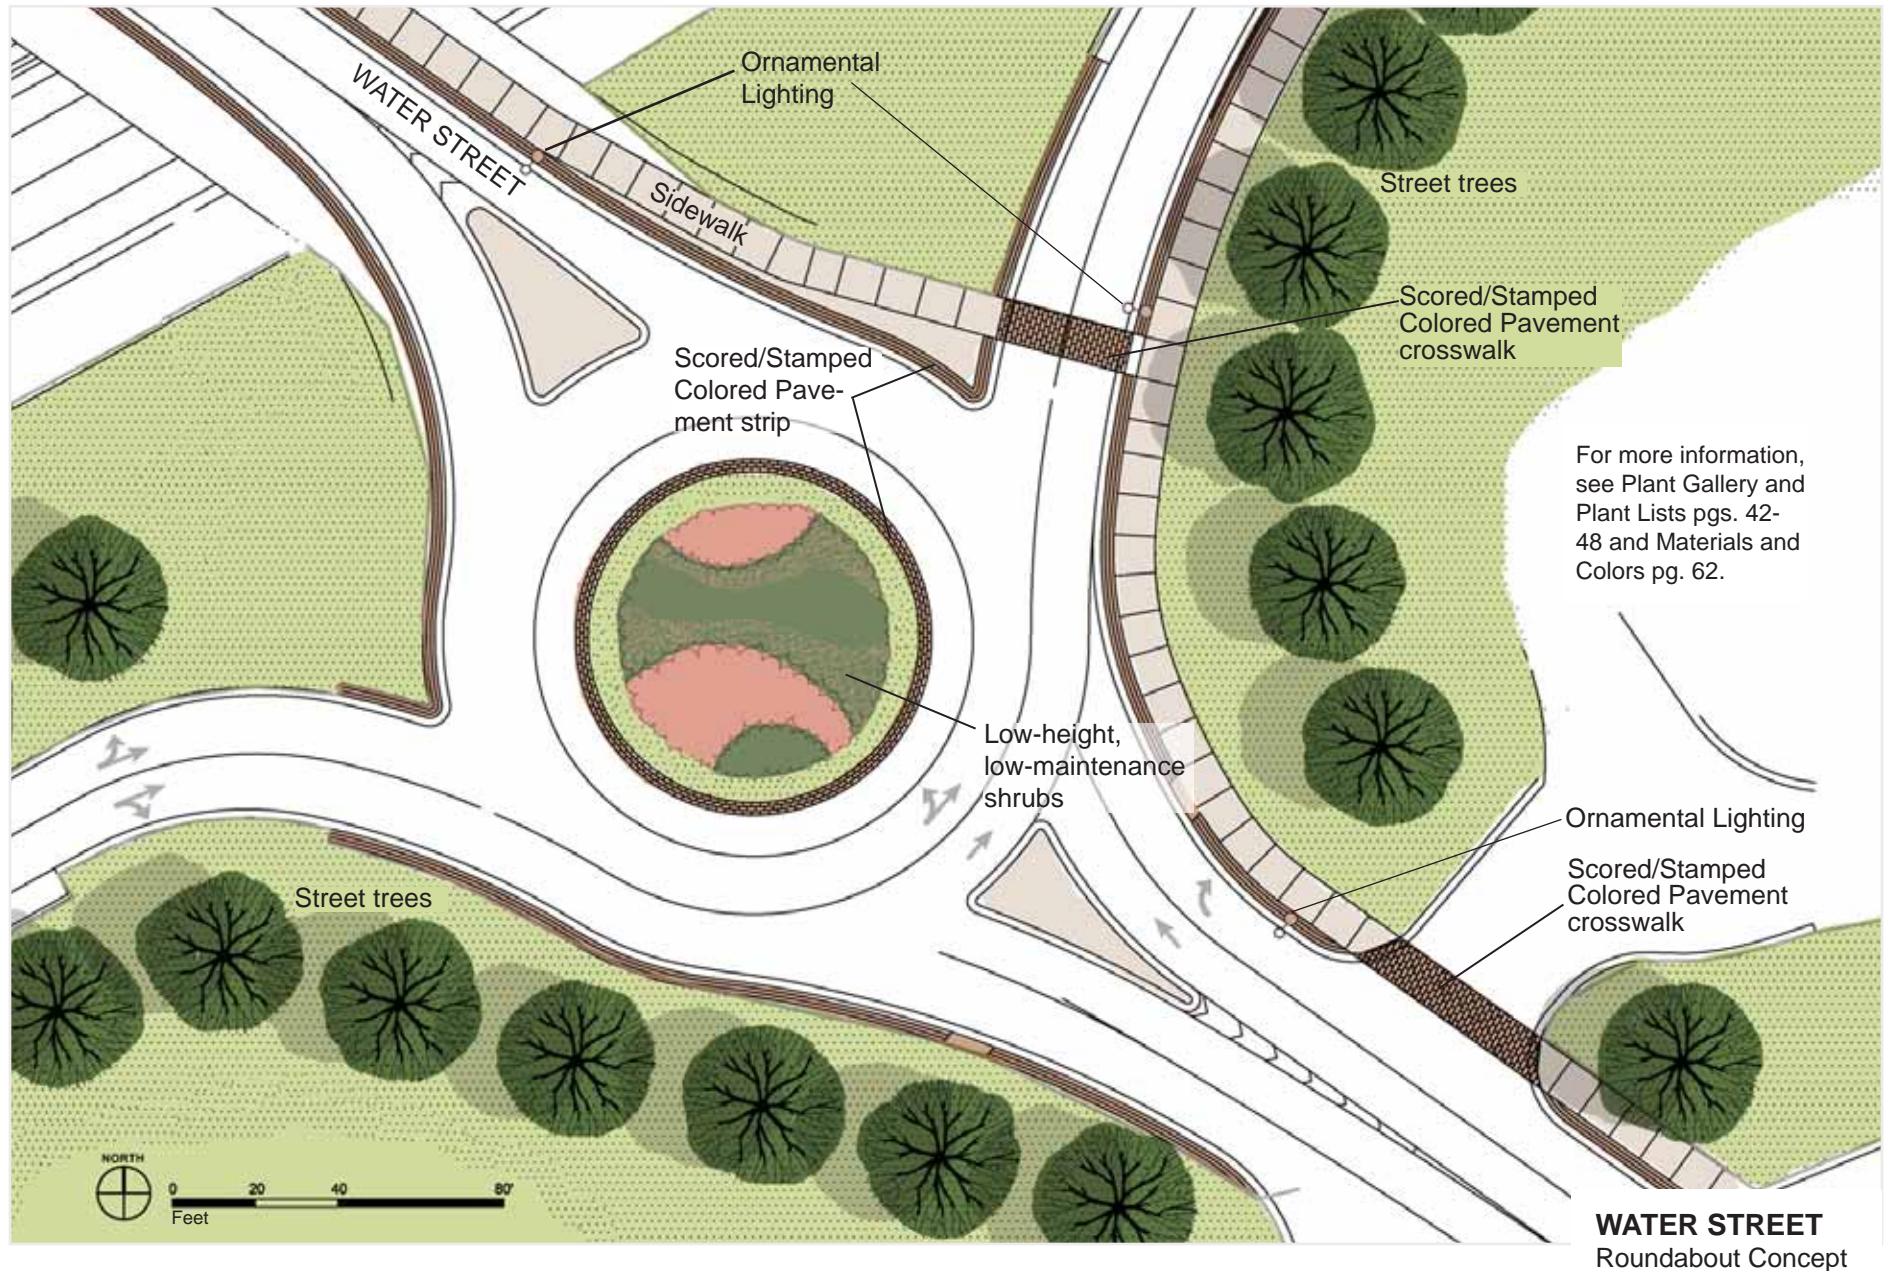 Ornamental
Lighting
WATER STREET
Sidewalk
Street trees
Scored/Stamped
Colored Pavement
crosswalk
Scored/Stamped
Colored Pave-
ment strip
For more information,
see Plant Gallery and
Plant Lists pgs. 42-
48 and Materials and
Colors pg. 62.
Low-height,
low-maintenance
shrubs
Ornamental Lighting
Scored/Stamped
Colored Pavement
crosswalk
Street trees
NORTH
0 20 40 80'
Feet
WATER STREET
Roundabout Concept